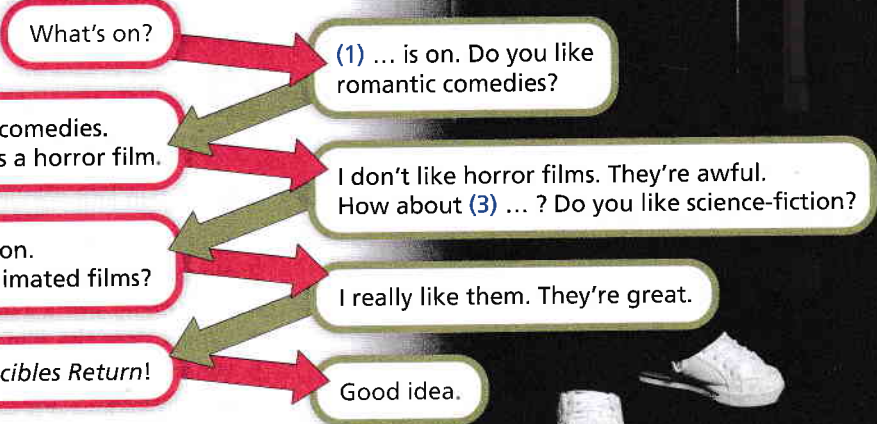 What's on?
(1) ... is on. Do you like
romantic comedies?
comedies.
s a horror film.
I don't like horror films. They're awful.
How about (3) ... ? Do you like science-fiction?
on.
imated films?
I really like them. They're great.
cibles Return!
Good idea.